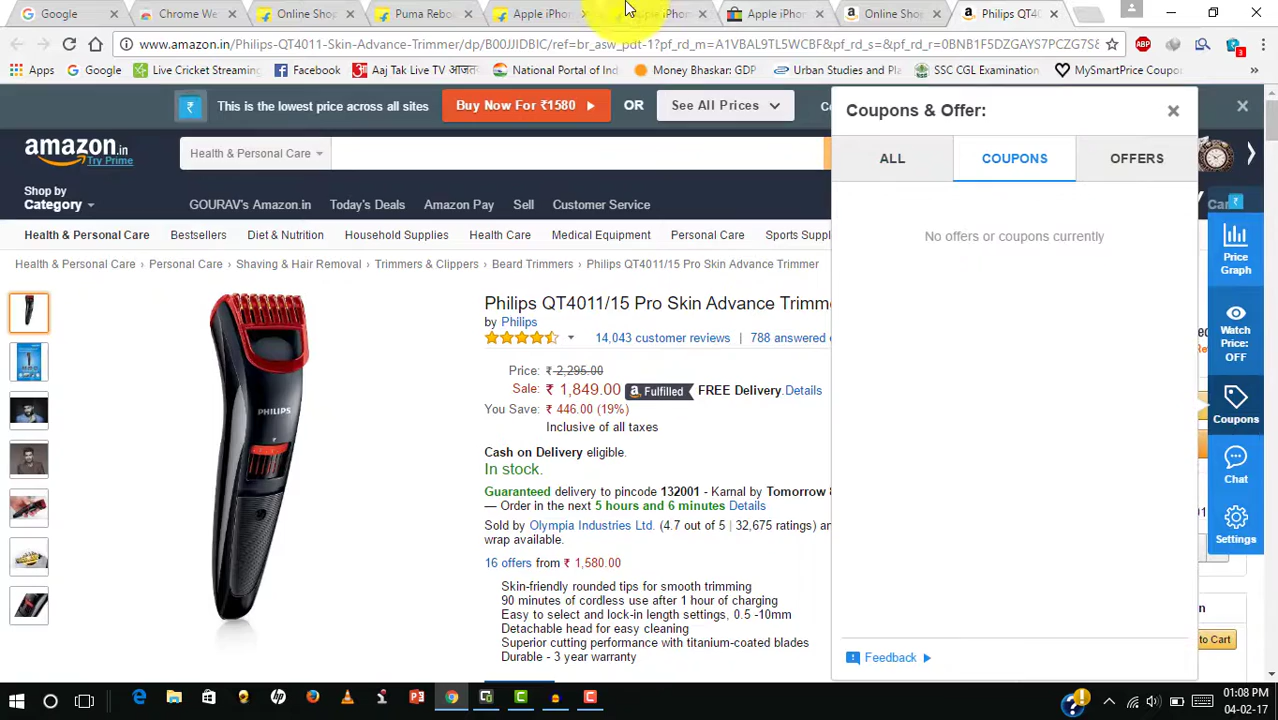 Google
Chrome We
Online Shop
Puma Rebo
Apple iPhor
Apple iPhon
Apple iPhor
Online Shop
Philips QT4
www.amazon.in/Philips-QT4011-Skin-Advance-Trimmer/dp/B00JJIDBIC/ref=br_asw_pdt-1?pf_rd_m=A1VBAL9TL5WCBF&pf_rd_s=&pf_rd_r=0BNB1F5DZGAYS7PCZG7S8
ABP
3
Apps
Google
Live Cricket Streaming
Facebook
Aaj Tak Live TV आजत
National Portal of Ind
Money Bhaskar: GDP
Urban Studies and Pla
SSC CGL Examination
MySmartPrice Coupon
»
₹ This is the lowest price across all sites
Buy Now For ₹1580
OR
See All Prices
amazon.in
Try Prime
Health & Personal Care
Shop by
Category
GOURAV's Amazon.in
Today's Deals
Amazon Pay
Sell
Customer Service
Health & Personal Care
Bestsellers
Diet & Nutrition
Household Supplies
Health Care
Medical Equipment
Personal Care
Sports Supp
Health & Personal Care › Personal Care › Shaving & Hair Removal › Trimmers & Clippers › Beard Trimmers › Philips QT4011/15 Pro Skin Advance Trimmer
PHILIPS
Philips QT4011/15 Pro Skin Advance Trimme
by Philips
14,043 customer reviews | 788 answered
Price: ₹ 2,295.00
Sale: ₹ 1,849.00 a Fulfilled FREE Delivery.Details
You Save: ₹ 446.00 (19%)
Inclusive of all taxes
Cash on Delivery eligible.
In stock.
Guaranteed delivery to pincode 132001 - Karnal by Tomorrow
— Order in the next 5 hours and 6 minutes Details
Sold by Olympia Industries Ltd. (4.7 out of 5 | 32,675 ratings) an
wrap available.
16 offers from ₹ 1,580.00
Skin-friendly rounded tips for smooth trimming
90 minutes of cordless use after 1 hour of charging
Easy to select and lock-in length settings, 0.5 -10mm
Detachable head for easy cleaning
Superior cutting performance with titanium-coated blades
Durable - 3 year warranty
Coupons & Offer:
ALL
COUPONS
OFFERS
No offers or coupons currently
Feedback
Car
₹
Price
Graph
Watch
Price:
OFF
Coupons
Chat
Settings
to Cart
01:08 PM
04-02-17